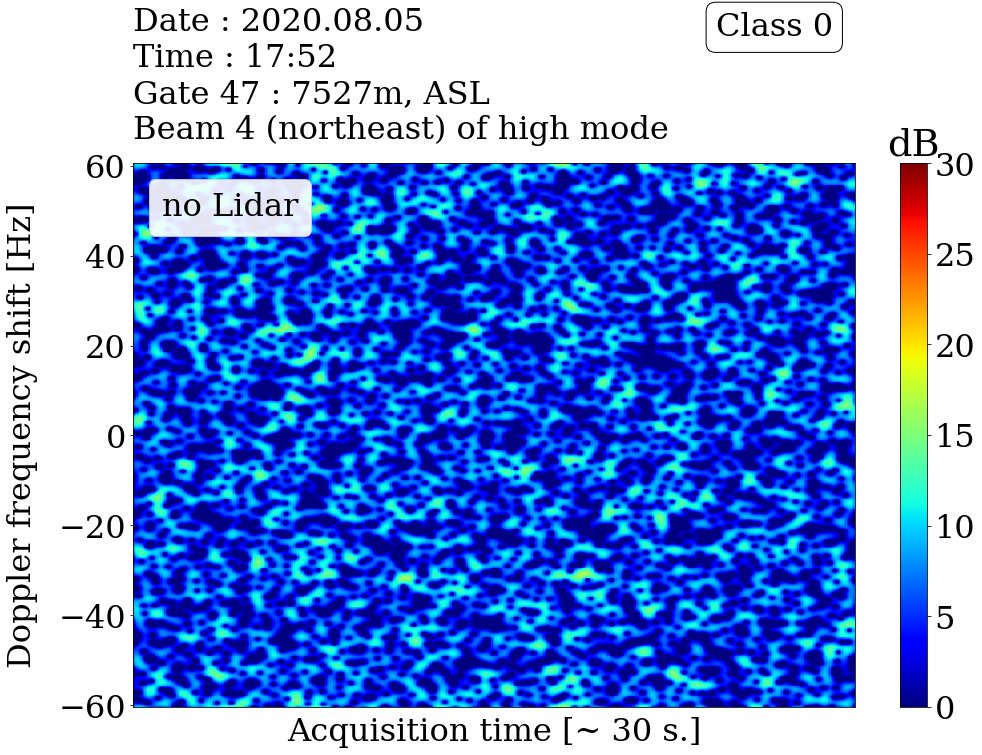 Date : 2020.08.05
Time : 17:52
Gate 47 : 7527m, ASL
Beam 4 (northeast) of high mode
Class 0
dB
no Lidar
Doppler frequency shift [Hz]
60
40
20
0
−20
−40
−60
Acquisition time [~ 30 s.]
30
25
20
15
10
5
0